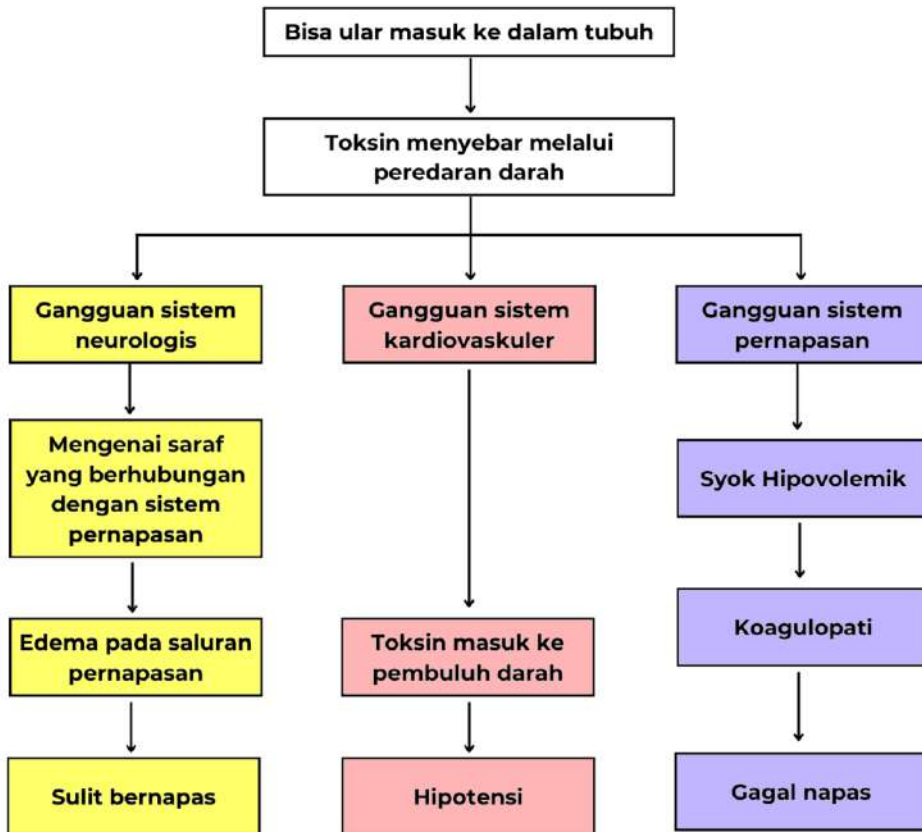 Bisa ular masuk ke dalam tubuh
Toksin menyebar melalui
peredaran darah
Gangguan sistem
neurologis
Gangguan sistem
kardiovaskuler
Gangguan sistem
pernapasan
Mengenai saraf
yang berhubungan
dengan sistem
pernapasan
Syok Hipovolemik
Edema pada saluran
pernapasan
Toksin masuk ke
pembuluh darah
Koagulopati
Sulit bernapas
Hipotensi
Gagal napas